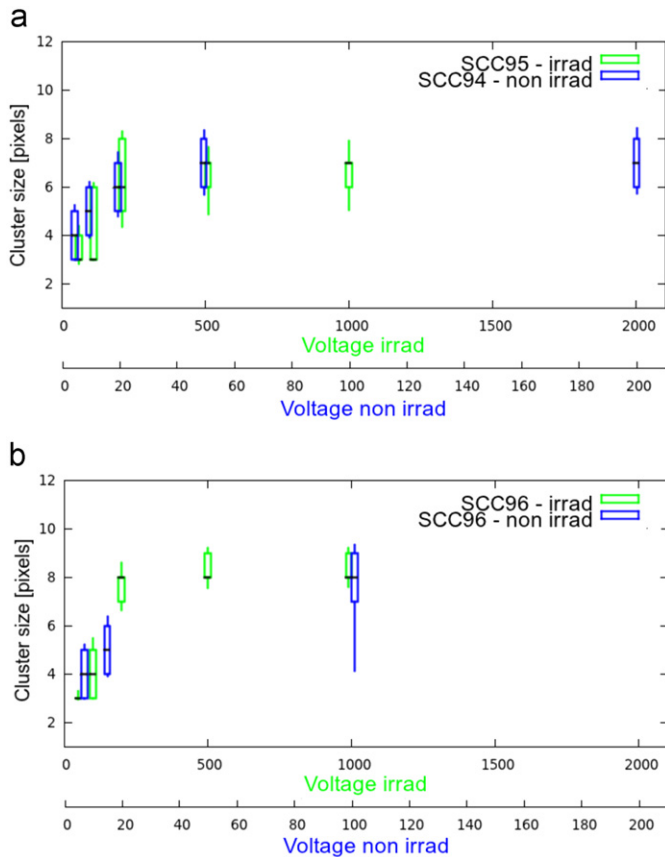 a
12
10
8
6
4
2
Cluster size [pixels]
SCC95 - irrad
SCC94 - non irrad
0 500 1000 1500 2000
Voltage irrad
0 20 40 60 80 100 120 140 160 180 200
Voltage non irrad
b
12
10
8
6
4
2
Cluster size [pixels]
SCC96 - irrad
SCC96 - non irrad
0 500 1000 1500 2000
Voltage irrad
0 20 40 60 80 100 120 140 160 180 200
Voltage non irrad